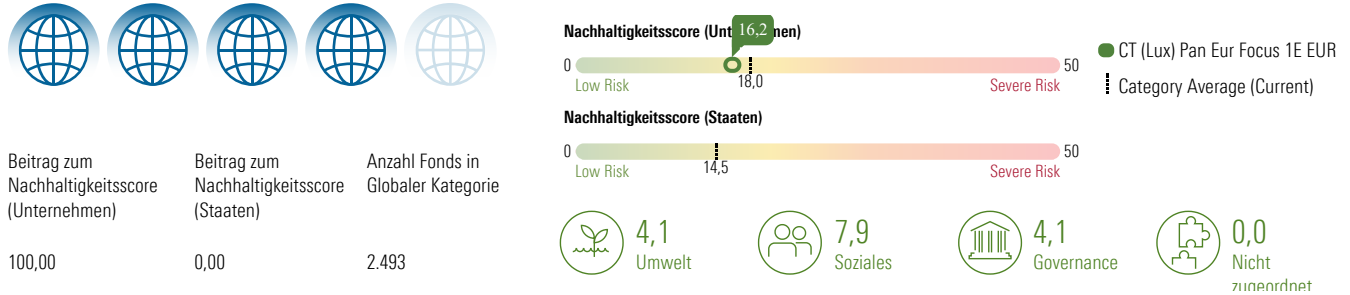 Beitrag zum
Nachhaltigkeitsscore
(Unternehmen)
100,00
Beitrag zum
Nachhaltigkeitsscore
(Staaten)
0,00
Anzahl Fonds in
Globaler Kategorie
2.493
Nachhaltigkeitsscore (Unt nen)
16,2
0
50
Low Risk
18,0
Severe Risk
Nachhaltigkeitsscore (Staaten)
0
50
Low Risk
14,5
Severe Risk
CT (Lux) Pan Eur Focus 1E EUR
Category Average (Current)
4,1
Umwelt
7,9
Soziales
4,1
Governance
0,0
Nicht
zugeordnet